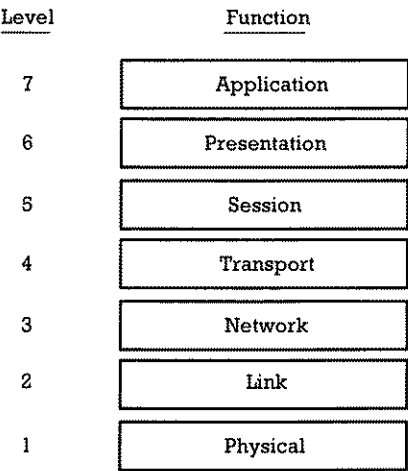 Level Function
7 Application
6 Presentation
5 Session
4 Transport
3 Network
2 Link
1 Physical